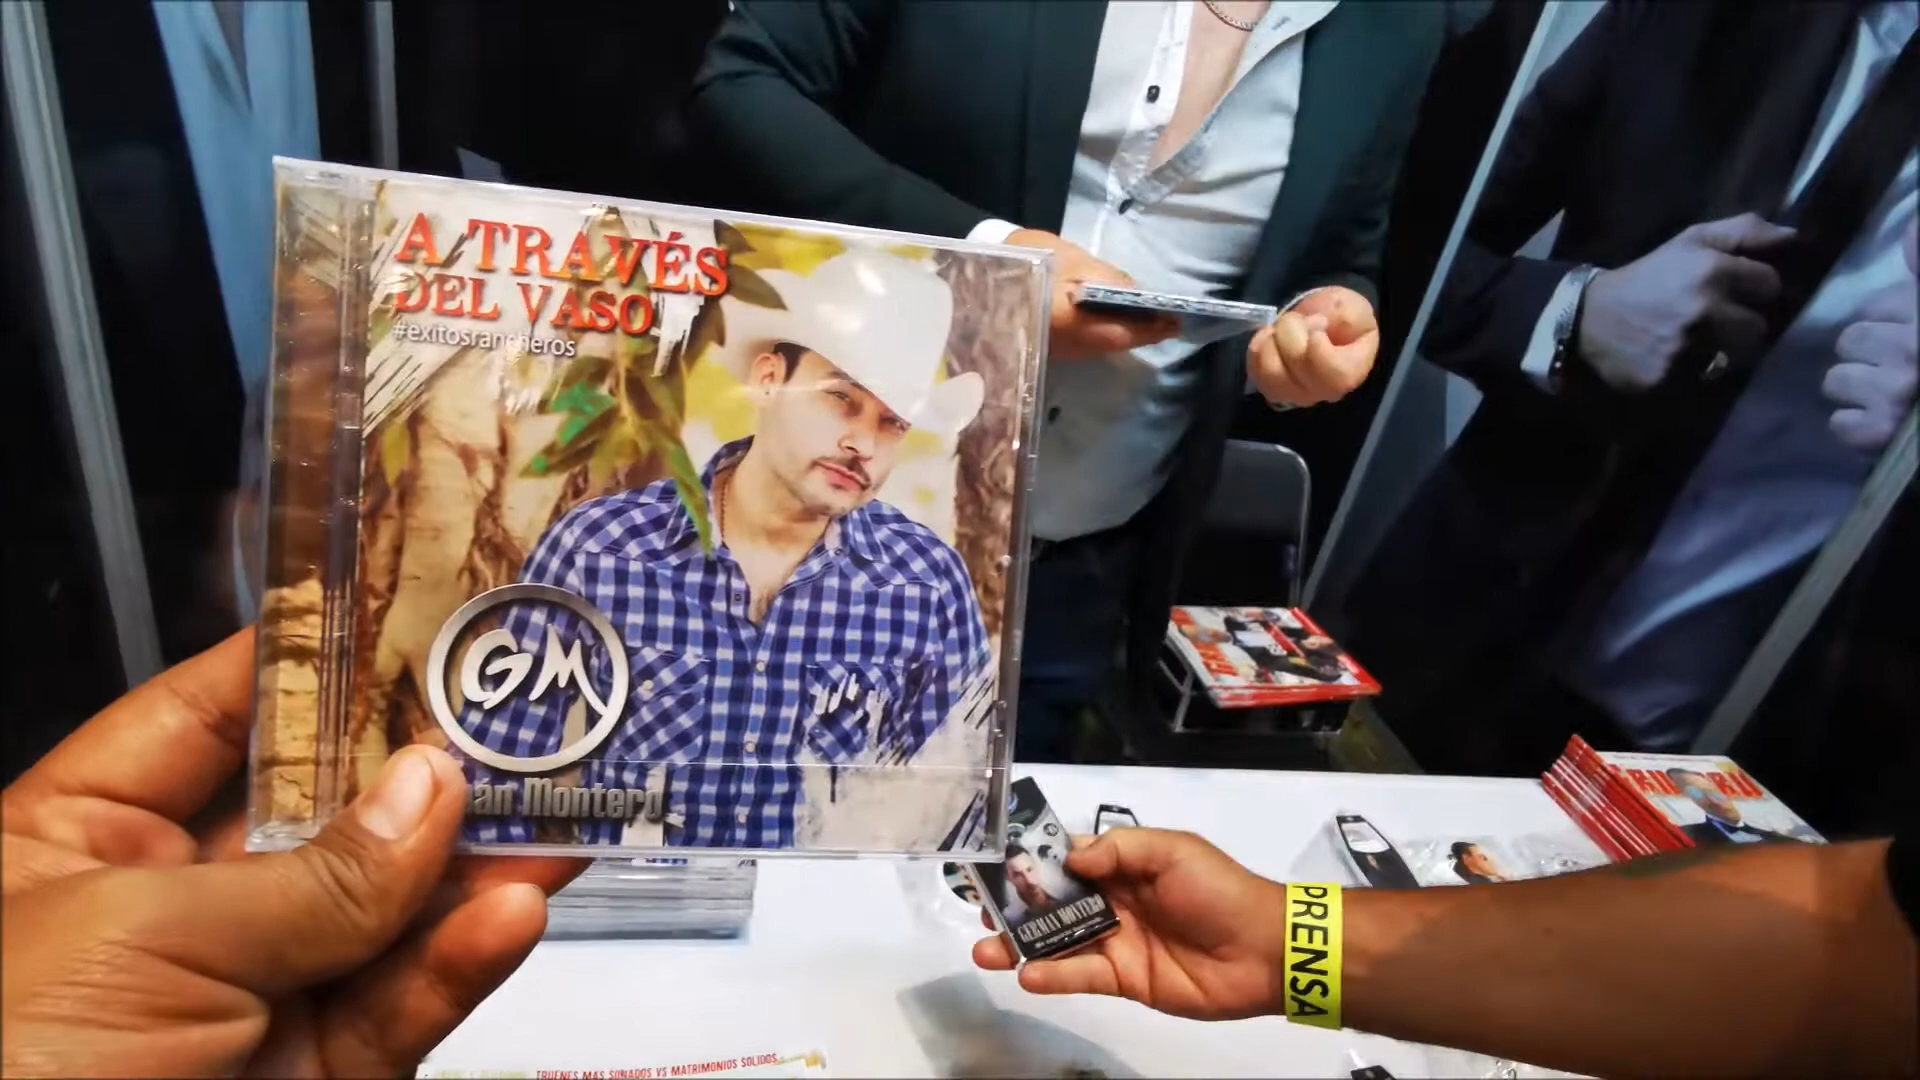 A TRAVÉS
DEL VASO
#exitosrancheros
GM
mán Montero
GERMAN MONTERO
PRENSA
TRUENES MAS SONADOS VS MATRIMONIOS SOLIDOS